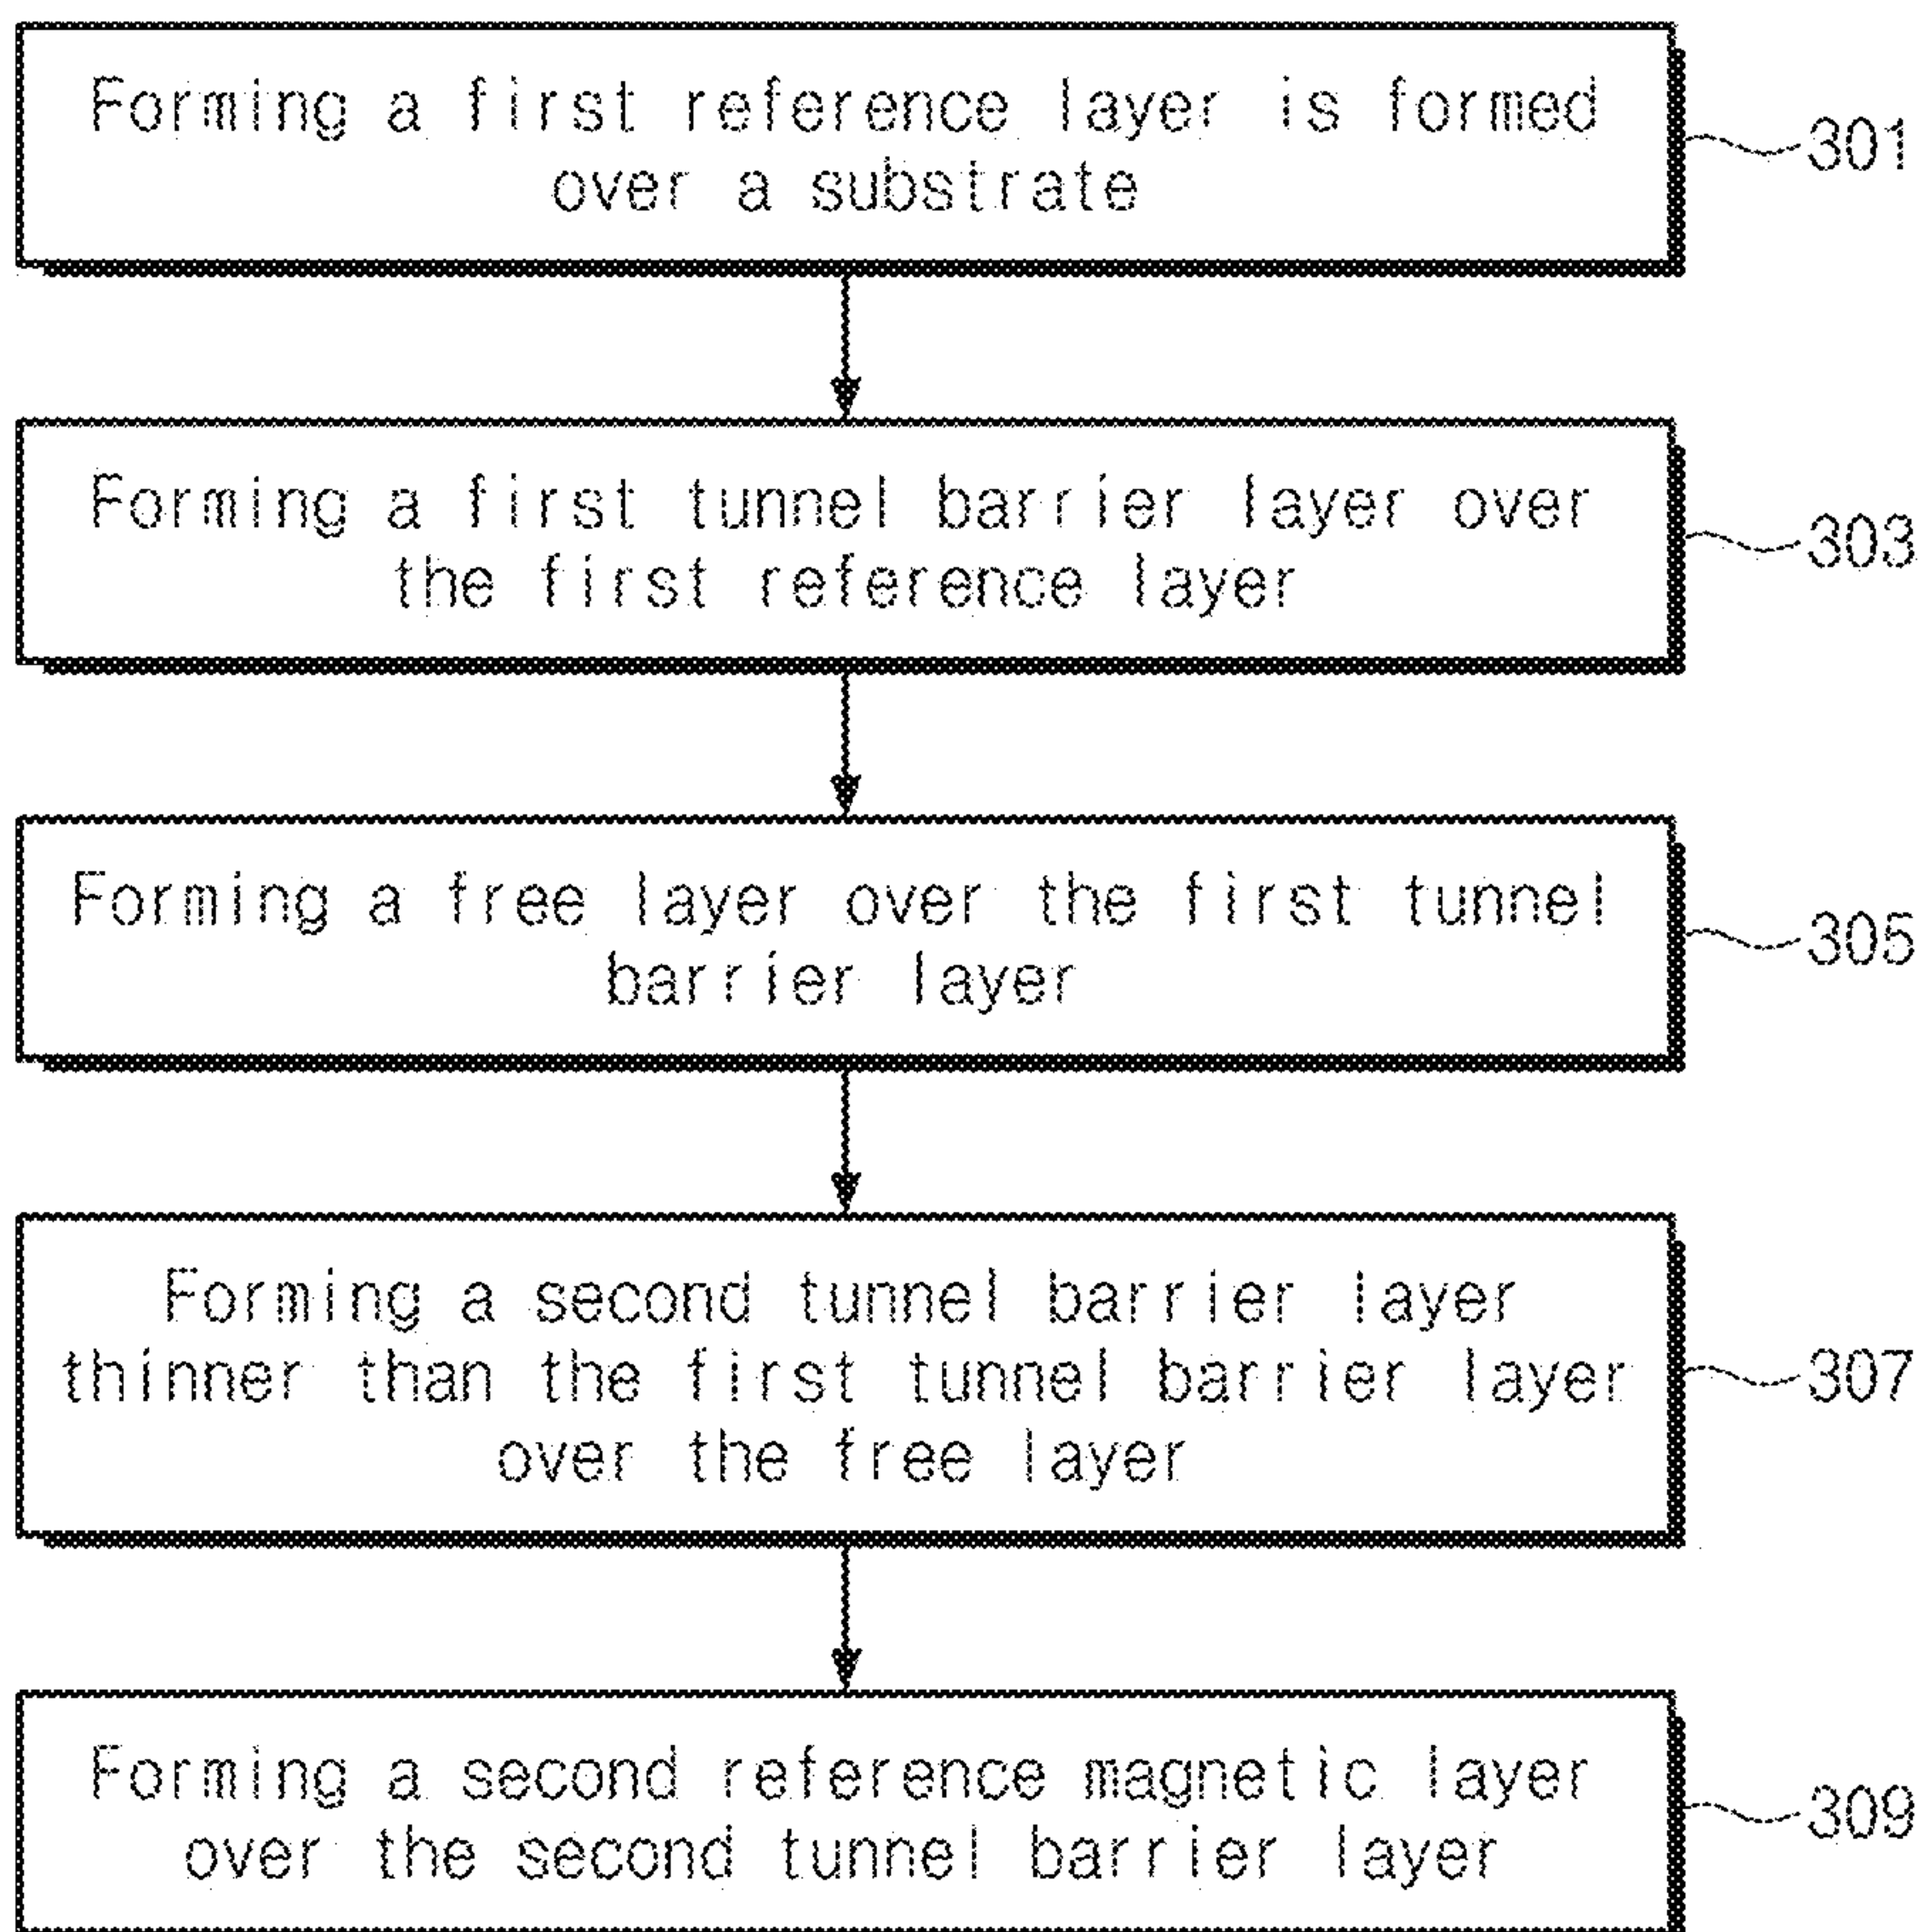 Forming a first reference layer is formed
over a substrate
301
Forming a first tunnel barrier layer over
the first reference layer
303
Forming a free layer over the first tunnel
barrier layer
305
Forming a second tunnel barrier layer
thinner than the first tunnel barrier layer
over the free layer
307
Forming a second reference magnetic layer
over the second tunnel barrier layer
309